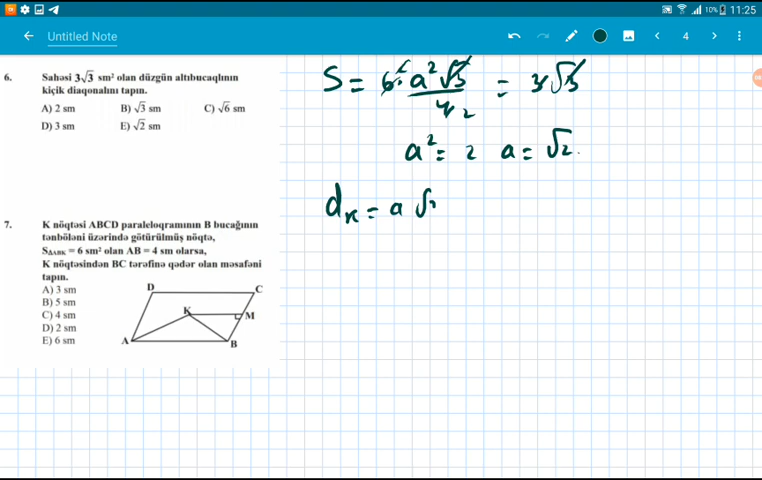 10% 11:25
Untitled Note
4
6. Sahəsi 3√3 sm² olan düzgün altıbucaqlının
kiçik diaqonalını tapın.
A) 2 sm B) √3 sm C) √6 sm
D) 3 sm E) √2 sm
7. K nöqtəsi ABCD paraleloqramının B bucağının
tənböləni üzərində götürülmüş nöqtə,
S△ABK = 6 sm² olan AB = 4 sm olarsa,
K nöqtəsindən BC tərəfinə qədər olan məsafəni
tapın.
A) 3 sm
B) 5 sm
C) 4 sm
D) 2 sm
E) 6 sm
D C
K M
A B
S = 6 · a²√3 / 4 2 = 3√3
a² = 2 a = √2.
dₖ = a √